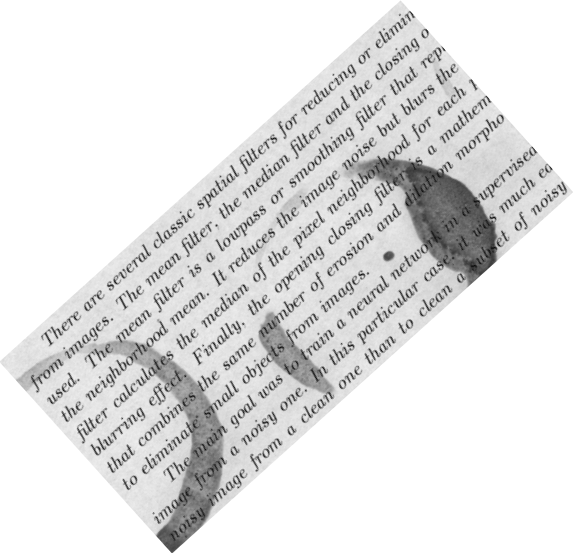 There are several classic spatial filters for reducing or elimin
from images. The mean filter, the median filter and the closing o
used. The mean filter is a lowpass or smoothing filter that rep
the neighborhood mean. It reduces the image noise but blurs the
filter calculates the median of the pixel neighborhood for each
blurring effect. Finally, the opening closing filter is a mathem
that combines the same number of erosion and dilation morpho
to eliminate small objects from images.
The main goal was to train a neural network in a supervised
image from a noisy one. In this particular case, it was much ea
noisy image from a clean one than to clean a subset of noisy